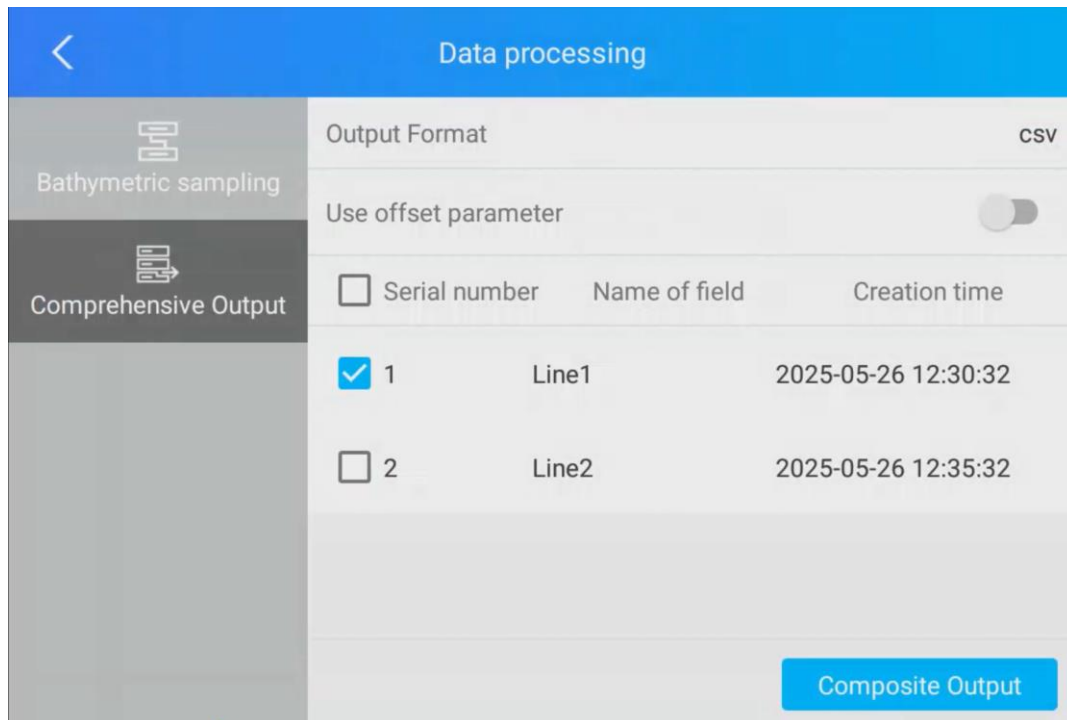 Data processing
Bathymetric sampling
Comprehensive Output
Output Format csv
Use offset parameter
Serial number Name of field Creation time
1 Line1 2025-05-26 12:30:32
2 Line2 2025-05-26 12:35:32
Composite Output